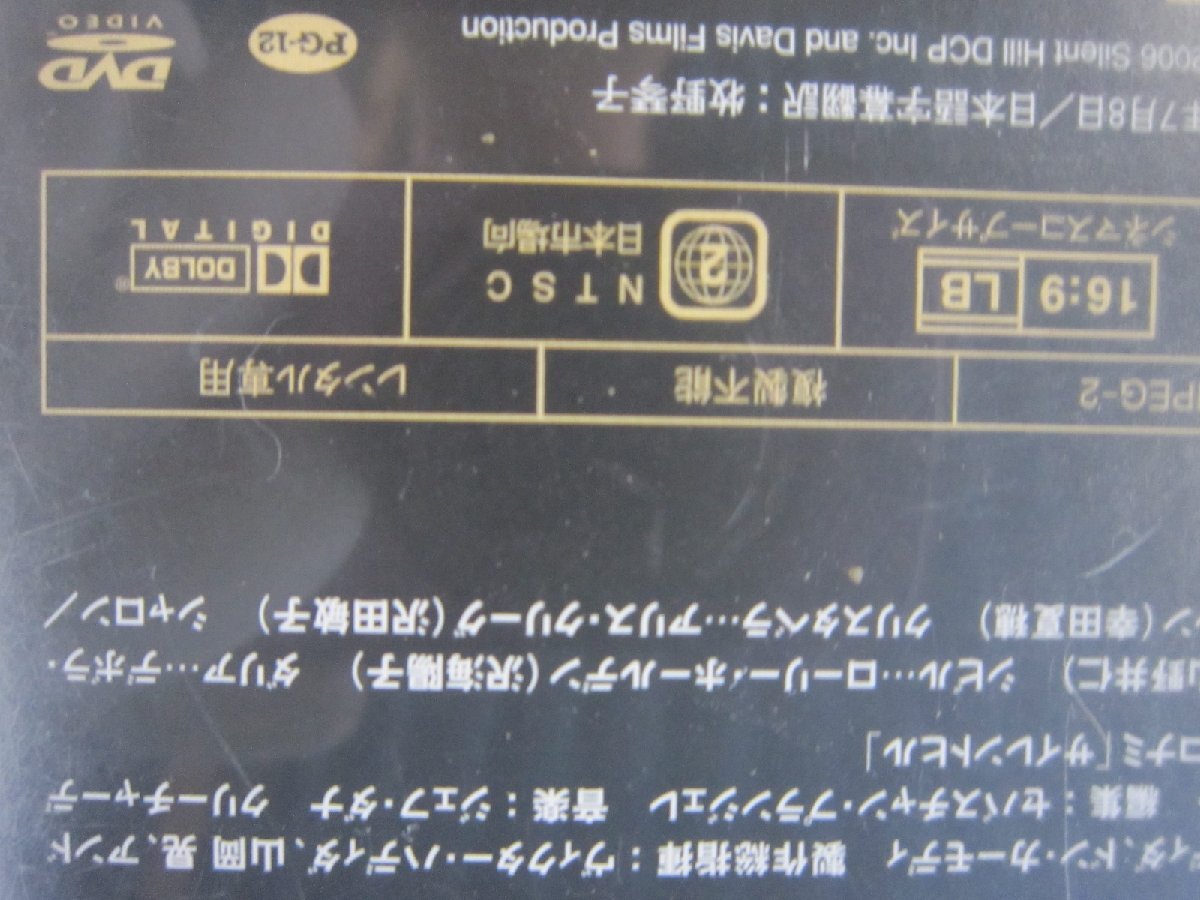 ィダ、ドン・カーモディ　製作総指揮：ヴィクター・ハディダ、山岡 晃、アンド
編集：セバスチャン・プランジェレ　音楽：ジェフ・ダナ　クリーチャーデ
コナミ「サイレントヒル」
山野井仁)　シビル…ローリー・ホールデン(沢海陽子)　ダリア…デボラ・
ン(幸田夏穂)　クリスタベラ…アリス・クリーグ(沢田敏子)　シャロン／
PEG-2　複製不能　レンタル専用
16:9 LB　2　NTSC　DOLBY®
シネマスコープサイズ　日本市場向　DIGITAL
年7月8日／日本語字幕翻訳：牧野琴子
2006 Silent Hill DCP Inc. and Davis Films Production
PG-12
DVD
VIDEO